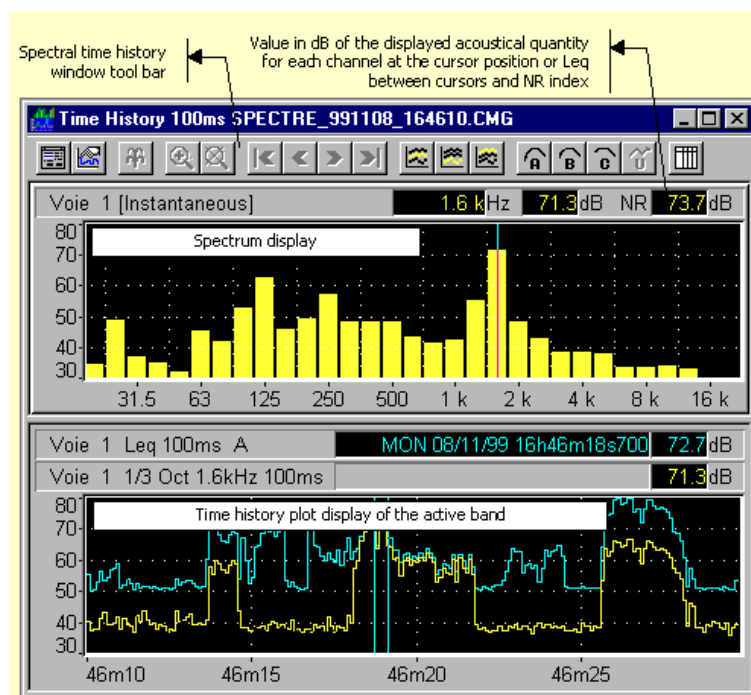 Spectral time history
window tool bar
Value in dB of the displayed acoustical quantity
for each channel at the cursor position or Leq
between cursors and NR index
Time History 100ms SPECTRE_991108_164610.CMG
A B C U
Voie 1 [Instantaneous] 1.6 kHz 71.3dB NR 73.7dB
Spectrum display
80
70
60
50
40
30
31.5 63 125 250 500 1 k 2 k 4 k 8 k 16 k
Voie 1 Leq 100ms A MON 08/11/99 16h46m18s700 72.7dB
Voie 1 1/3 Oct 1.6kHz 100ms 71.3dB
Time history plot display of the active band
80
70
60
50
40
30
46m10 46m15 46m20 46m25